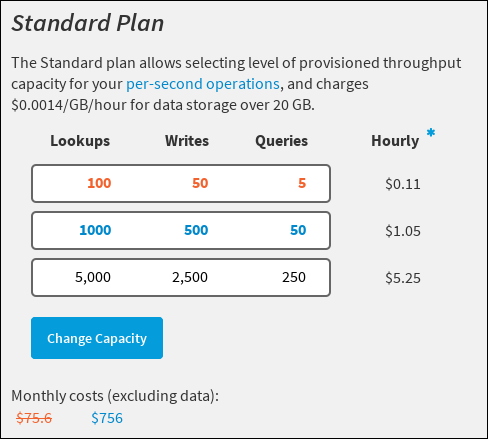 Standard Plan
The Standard plan allows selecting level of provisioned throughput
capacity for your per-second operations, and charges
$0.0014/GB/hour for data storage over 20 GB.
Lookups Writes Queries Hourly *
100 50 5 $0.11
1000 500 50 $1.05
5,000 2,500 250 $5.25
Change Capacity
Monthly costs (excluding data):
$75.6 $756